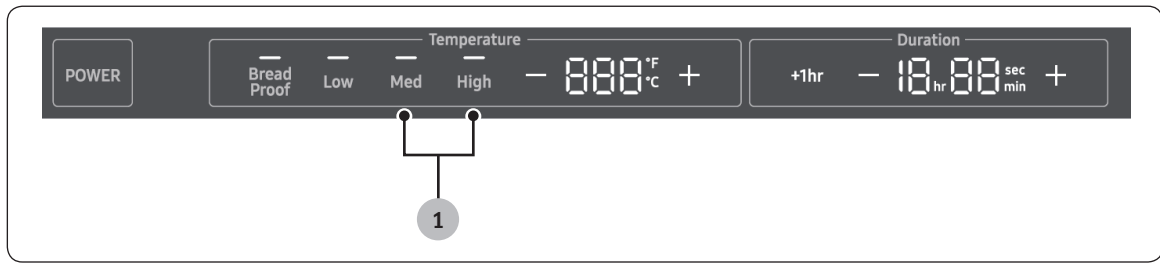 Temperature
Duration
POWER
Bread
Proof
Low
Med
High
− 888 °F
°C +
+1hr
− 18 hr 88 sec
min +
1